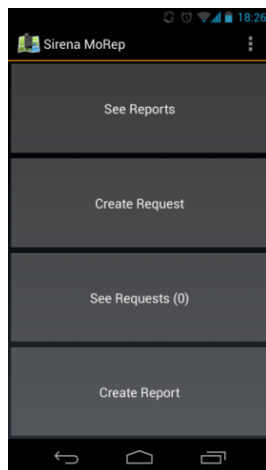 18:26
Sirena MoRep
See Reports
Create Request
See Requests (0)
Create Report